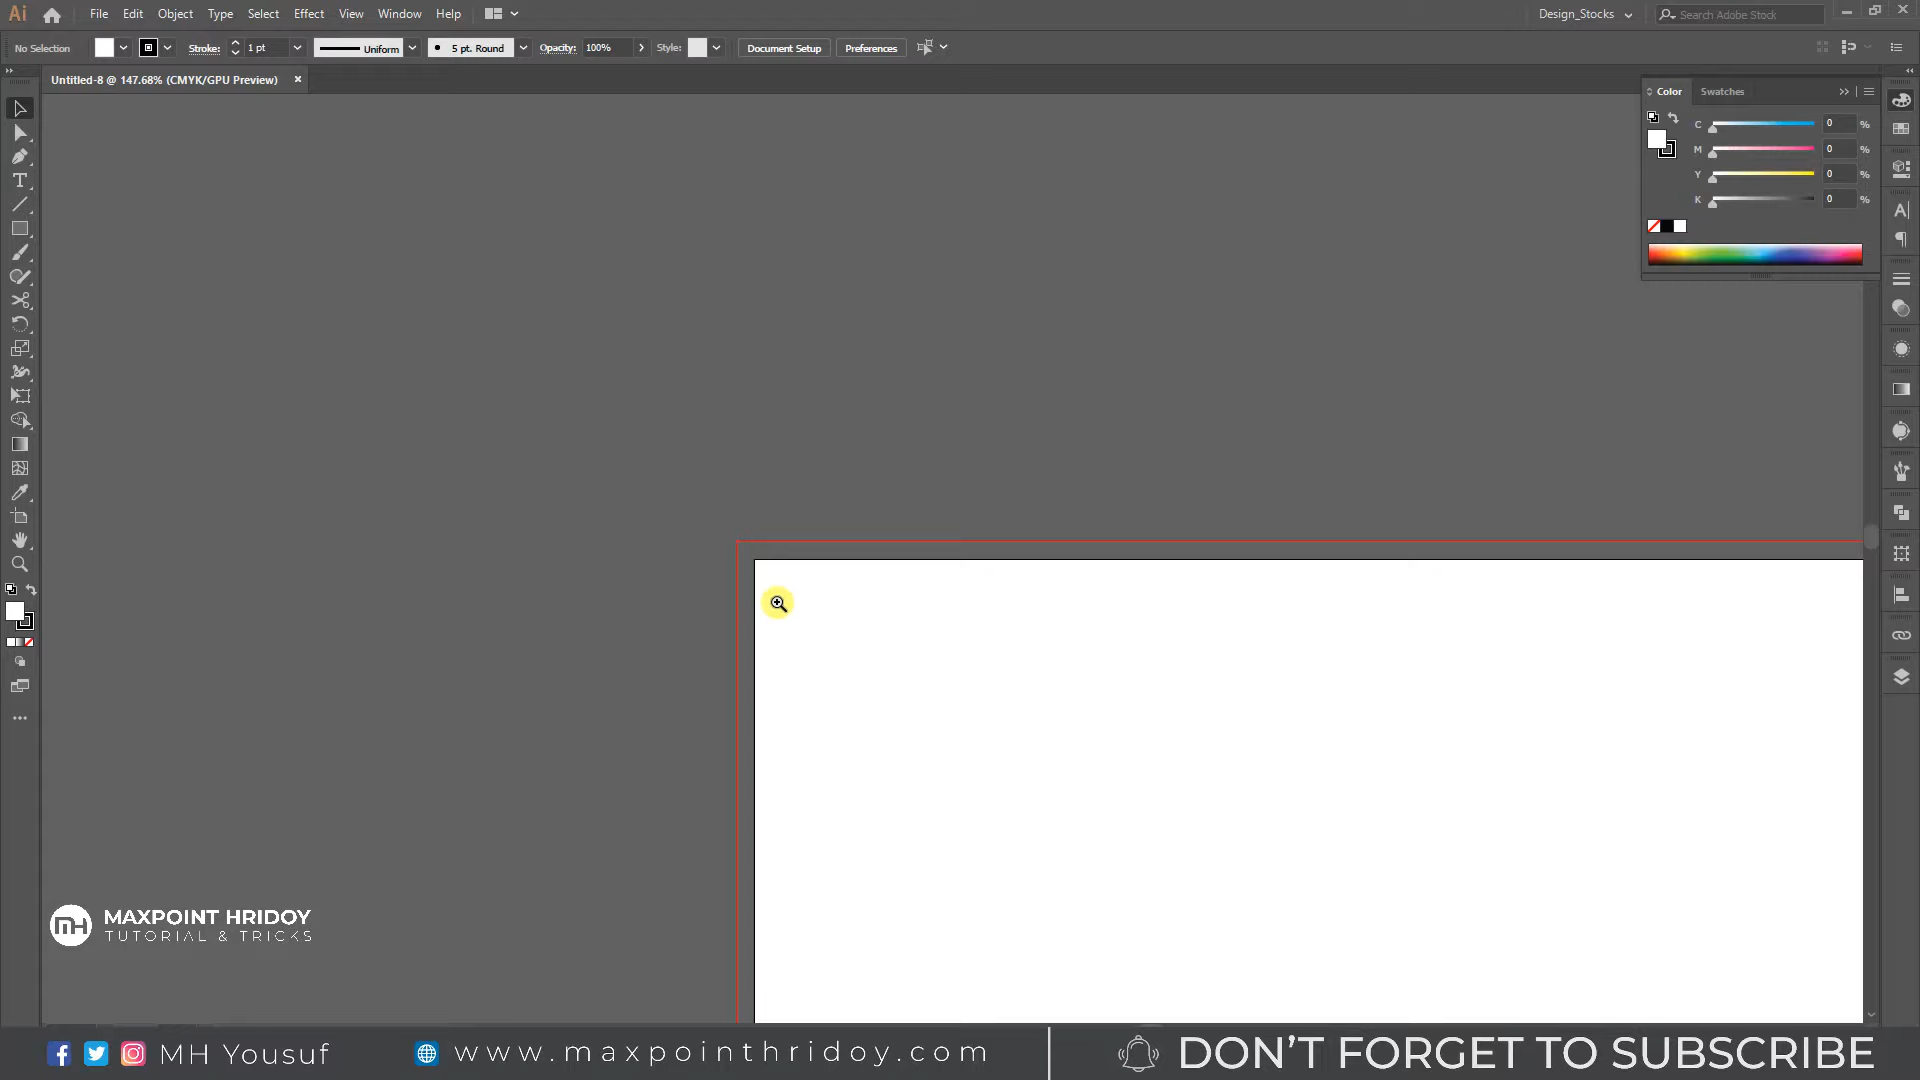 Ai File Edit Object Type Select Effect View Window Help Design_Stocks Search Adobe Stock
No Selection Stroke: 1 pt Uniform 5 pt. Round Opacity: 100% Style: Document Setup Preferences
Untitled-8 @ 147.68% (CMYK/GPU Preview)
Color Swatches
C 0 %
M 0 %
Y 0 %
K 0 %
MH MAXPOINT HRIDOY
TUTORIAL & TRICKS
MH Yousuf www.maxpointhridoy.com DON'T FORGET TO SUBSCRIBE